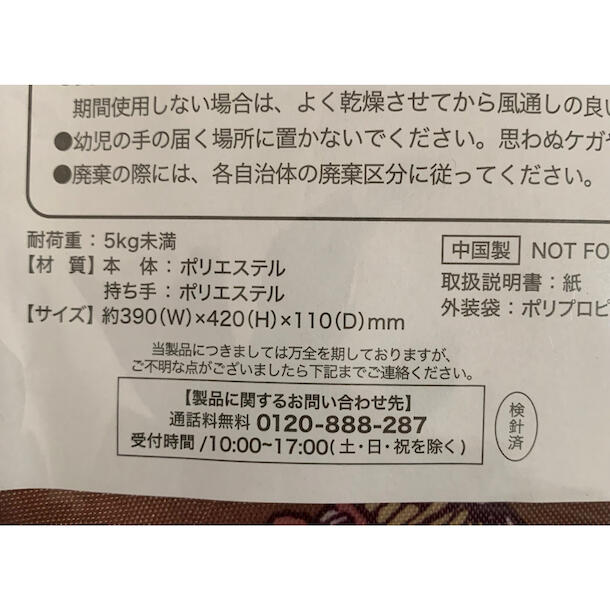 期間使用しない場合は、よく乾燥させてから風通しの良い
●幼児の手の届く場所に置かないでください。思わぬケガや
●廃棄の際には、各自治体の廃棄区分に従ってください。
耐荷重：5kg未満
【材 質】本 体：ポリエステル
持ち手：ポリエステル
【サイズ】約390(W)×420(H)×110(D)mm
中国製 NOT FO
取扱説明書：紙
外装袋：ポリプロピ
当製品につきましては万全を期しておりますが、
ご不明な点がございましたら下記までご連絡ください。
【製品に関するお問い合わせ先】
通話料無料 0120-888-287
受付時間/10:00~17:00(土・日・祝を除く)
検針済